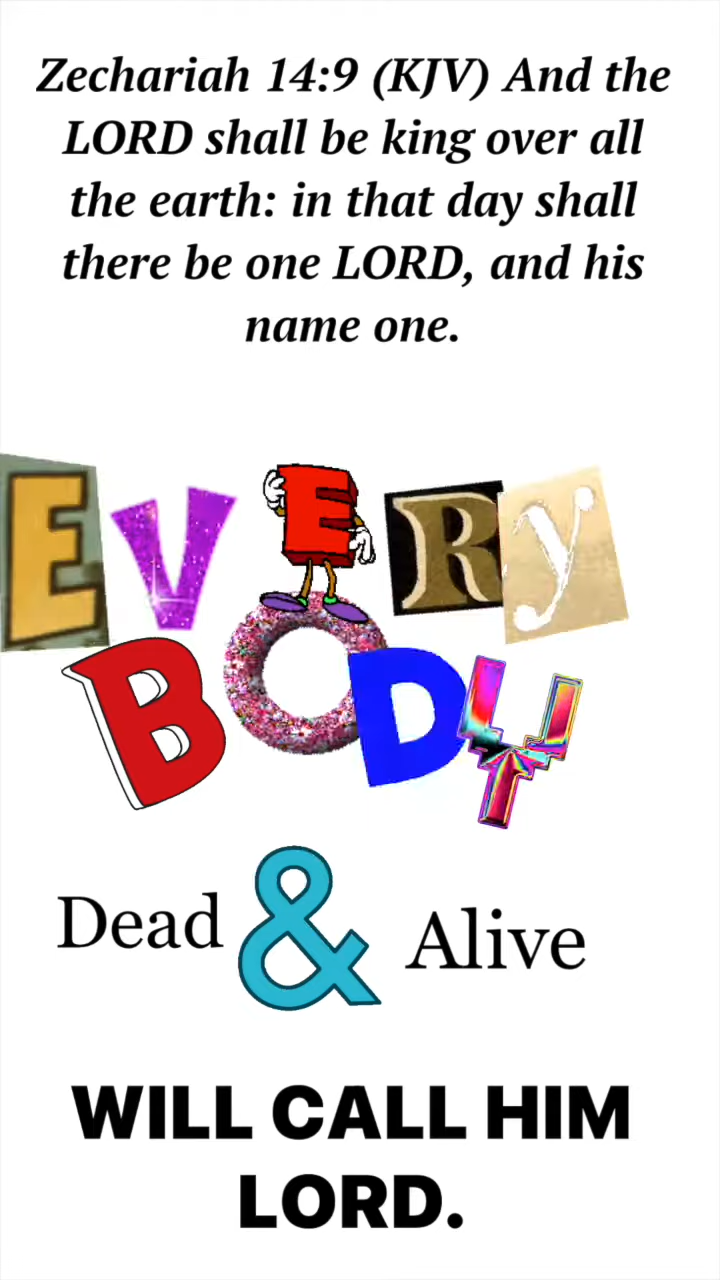 Zechariah 14:9 (KJV) And the
LORD shall be king over all
the earth: in that day shall
there be one LORD, and his
name one.
EVERY
BODY
Dead & Alive
WILL CALL HIM
LORD.